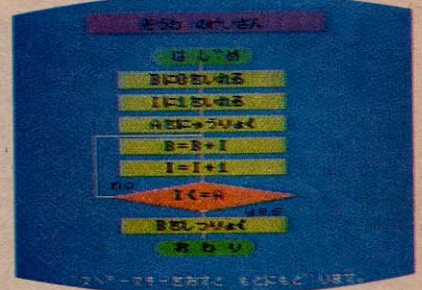 そうわ のけいさん
はじめ
Bに0をいれる
Iに1をいれる
Aをにゅうりょく
B=B+I
I=I+1
I<=A
Bをしつりょく
おわり
スペースキーをおすと もとにもどります。